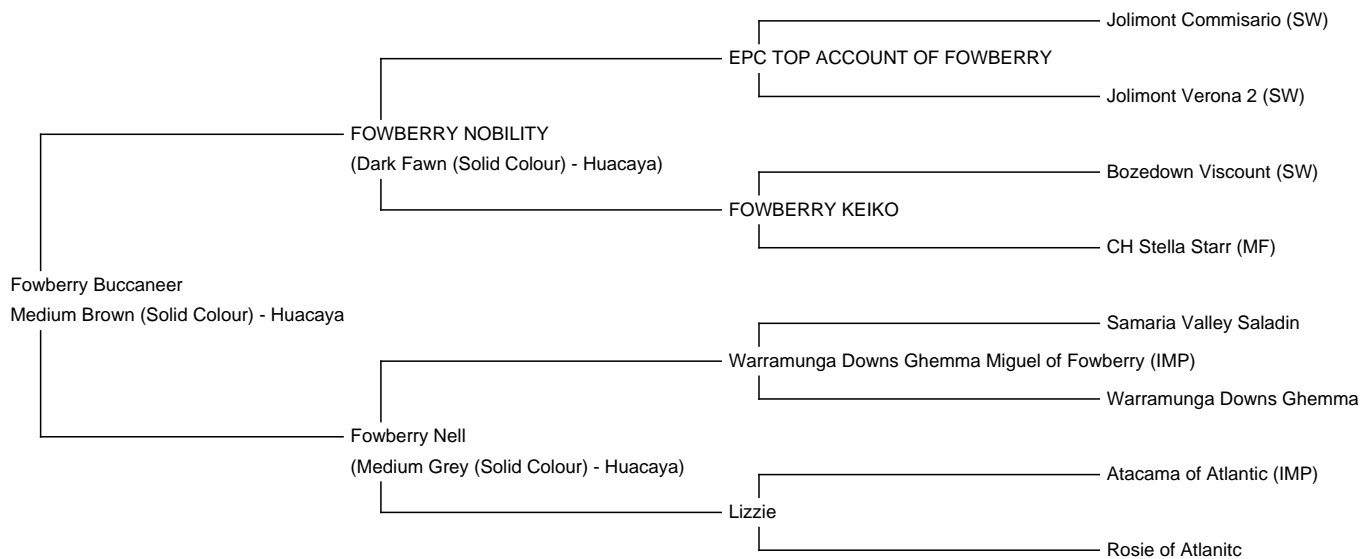 Jolimont Commisario (SW)
EPC TOP ACCOUNT OF FOWBERRY
Jolimont Verona 2 (SW)
FOWBERRY NOBILITY
(Dark Fawn (Solid Colour) - Huacaya)
Bozedown Viscount (SW)
FOWBERRY KEIKO
CH Stella Starr (MF)
Fowberry Buccaneer
Medium Brown (Solid Colour) - Huacaya
Samaria Valley Saladin
Warramunga Downs Ghemma Miguel of Fowberry (IMP)
Warramunga Downs Ghemma
Fowberry Nell
(Medium Grey (Solid Colour) - Huacaya)
Atacama of Atlantic (IMP)
Lizzie
Rosie of Atlanitc